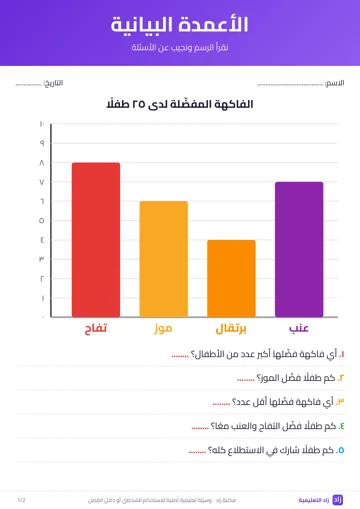 الأعمدة البيانية
نقرأ الرسم ونجيب عن الأسئلة
الاسم: ........................ التاريخ: ..............
الفاكهة المفضّلة لدى ٢٥ طفلًا
١٠
٩
٨
٧
٦
٥
٤
٣
٢
١
٠
تفاح موز برتقال عنب
١. أي فاكهة فضّلها أكبر عدد من الأطفال؟ ........
٢. كم طفلًا فضّل الموز؟ ........
٣. أي فاكهة فضّلها أقل عدد؟ ........
٤. كم طفلًا فضّل التفاح والعنب معًا؟ ........
٥. كم طفلًا شارك في الاستطلاع كله؟ ........
زاد زاد التعليمية
مكتبة زاد · وسيلة تعليمية أصلية للاستخدام الشخصي أو داخل الفصل
1/2